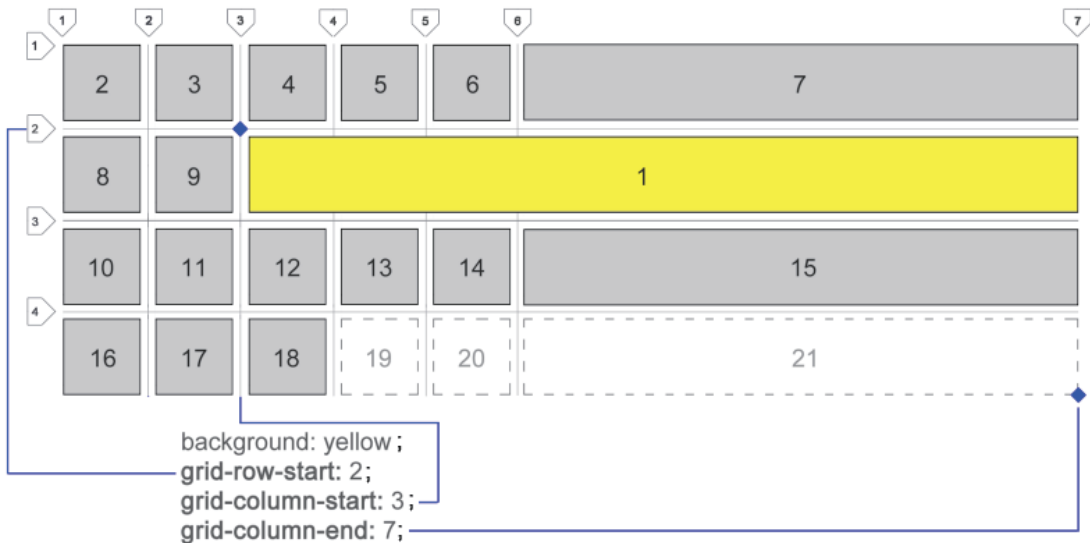 1 2 3 4 5 6 7
1
2 3 4 5 6 7
2
8 9 1
3
10 11 12 13 14 15
4
16 17 18 19 20 21
background: yellow ;
grid-row-start: 2;
grid-column-start: 3 ;
grid-column-end: 7;